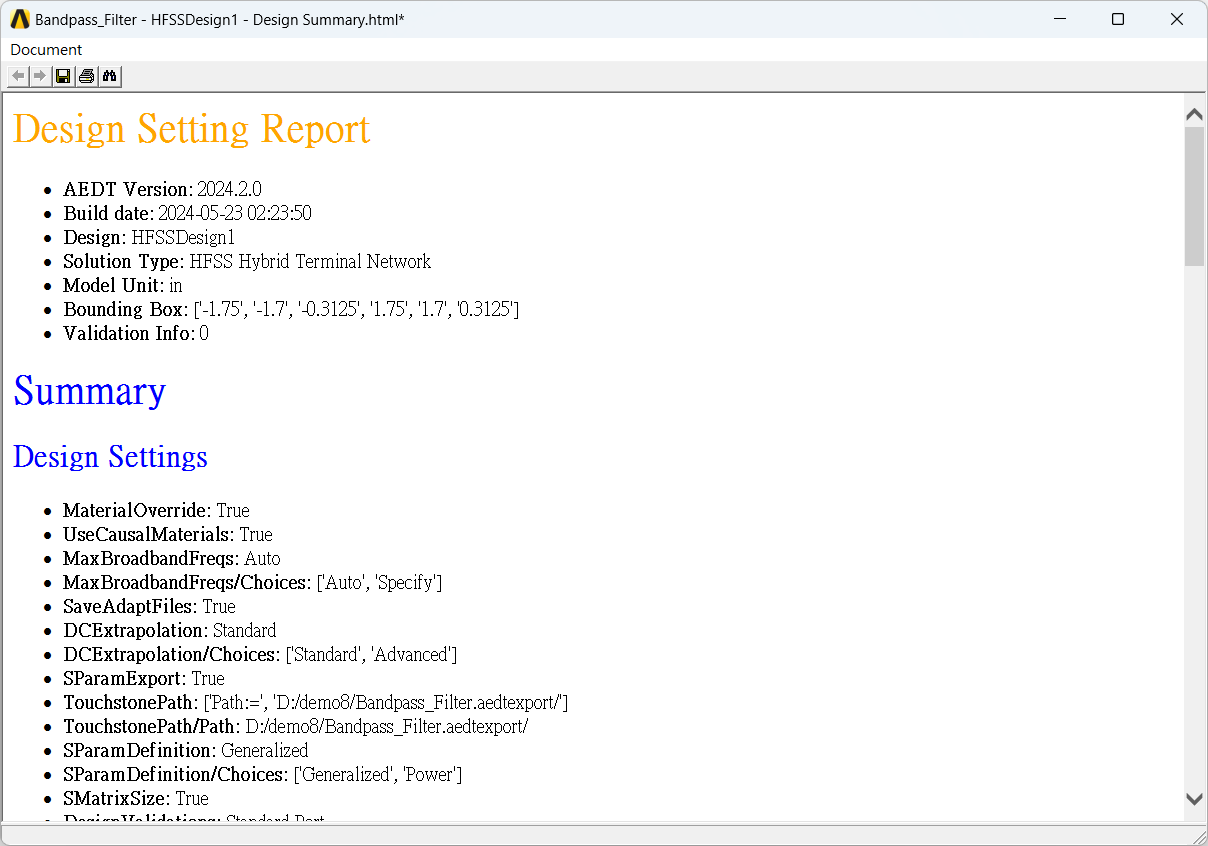 Bandpass_Filter - HFSSDesign1 - Design Summary.html*
Document
Design Setting Report
AEDT Version: 2024.2.0
Build date: 2024-05-23 02:23:50
Design: HFSSDesign1
Solution Type: HFSS Hybrid Terminal Network
Model Unit: in
Bounding Box: ['-1.75', '-1.7', '-0.3125', '1.75', '1.7', '0.3125']
Validation Info: 0
Summary
Design Settings
MaterialOverride: True
UseCausalMaterials: True
MaxBroadbandFreqs: Auto
MaxBroadbandFreqs/Choices: ['Auto', 'Specify']
SaveAdaptFiles: True
DCExtrapolation: Standard
DCExtrapolation/Choices: ['Standard', 'Advanced']
SParamExport: True
TouchstonePath: ['Path:=', 'D:/demo8/Bandpass_Filter.aedtexport/']
TouchstonePath/Path: D:/demo8/Bandpass_Filter.aedtexport/
SParamDefinition: Generalized
SParamDefinition/Choices: ['Generalized', 'Power']
SMatrixSize: True